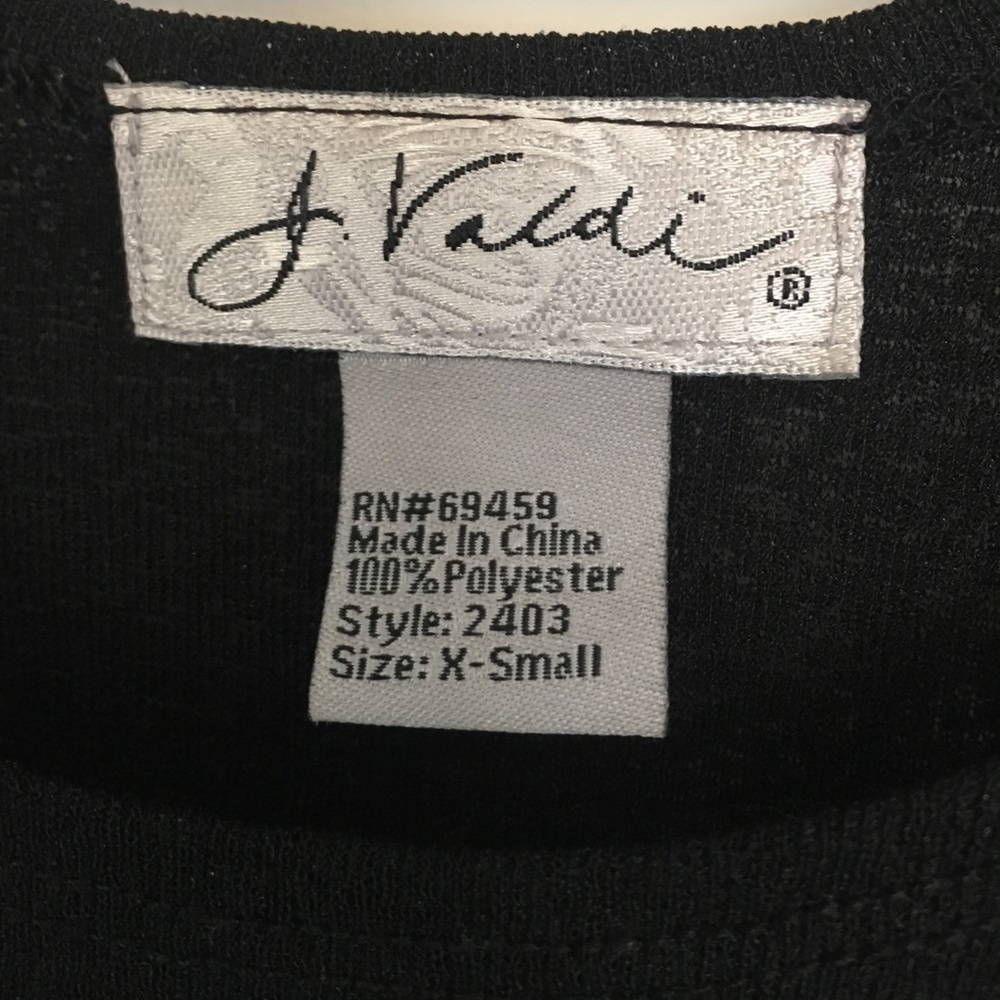 J. Valdi ®
RN#69459
Made In China
100%Polyester
Style: 2403
Size: X-Small